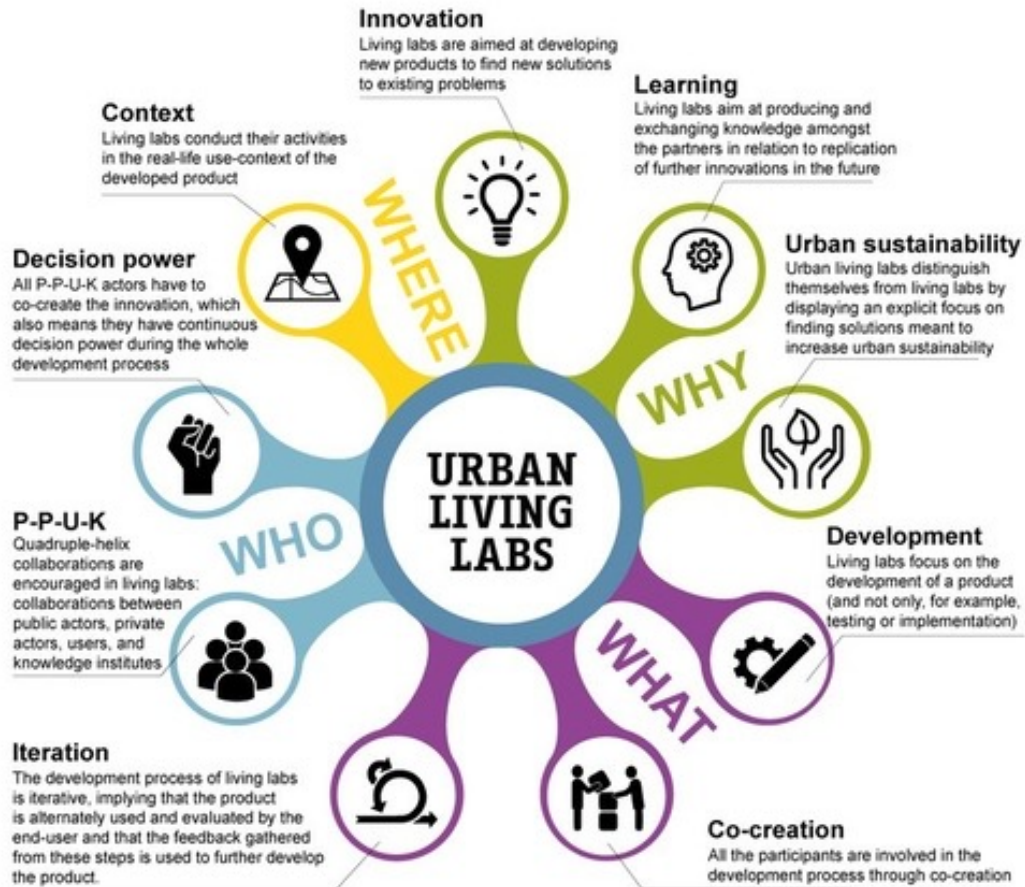 Innovation
Living labs are aimed at developing
new products to find new solutions
to existing problems
Learning
Living labs aim at producing and
exchanging knowledge amongst
the partners in relation to replication
of further innovations in the future
Context
Living labs conduct their activities
in the real-life use-context of the
developed product
WHERE
Urban sustainability
Urban living labs distinguish
themselves from living labs by
displaying an explicit focus on
finding solutions meant to
increase urban sustainability
Decision power
All P-P-U-K actors have to
co-create the innovation, which
also means they have continuous
decision power during the whole
development process
WHY
URBAN
LIVING
LABS
WHO
P-P-U-K
Quadruple-helix
collaborations are
encouraged in living labs:
collaborations between
public actors, private
actors, users, and
knowledge institutes
Development
Living labs focus on the
development of a product
(and not only, for example,
testing or implementation)
WHAT
Iteration
The development process of living labs
is iterative, implying that the product
is alternately used and evaluated by the
end-user and that the feedback gathered
from these steps is used to further develop
the product.
Co-creation
All the participants are involved in the
development process through co-creation